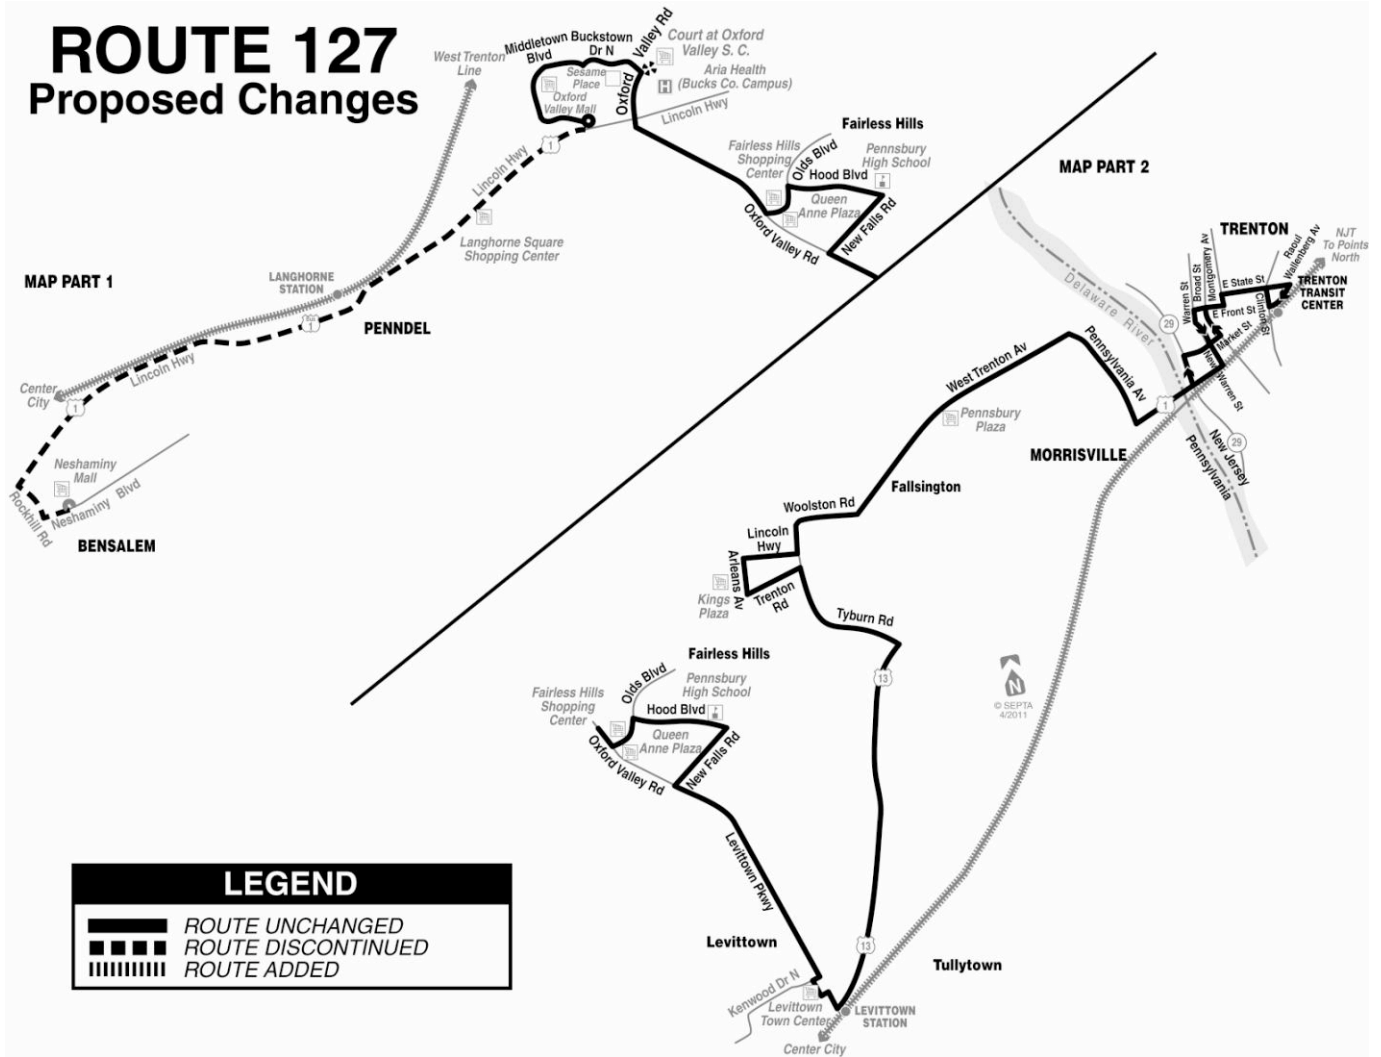 ROUTE 127
Proposed Changes
West Trenton
Line
Middletown
Blvd
Buckstown
Dr N
Valley Rd
Oxford
Court at Oxford
Valley S. C.
Sesame
Place
Oxford
Valley Mall
H
Aria Health
(Bucks Co. Campus)
Lincoln Hwy
1
Lincoln Hwy
Fairless Hills
Fairless Hills
Shopping
Center
Olds Blvd
Pennsbury
High School
Hood Blvd
Queen
Anne Plaza
Oxford Valley Rd
New Falls Rd
Langhorne Square
Shopping Center
MAP PART 1
LANGHORNE
STATION
1
PENNDEL
Lincoln Hwy
Center
City
1
Neshaminy
Mall
Rockhill Rd
Neshaminy Blvd
BENSALEM
MAP PART 2
Delaware River
TRENTON
NJT
To Points
North
Warren St
Broad St
Montgomery Av
Raoul
Wallenberg Av
E State St
TRENTON
TRANSIT
CENTER
E Front St
Clinton St
29
Market St
New Warren St
1
Pennsylvania Av
West Trenton Av
Pennsbury
Plaza
MORRISVILLE
29
New Jersey
Pennsylvania
Fallsington
Woolston Rd
Lincoln
Hwy
Arleans Av
Kings
Plaza
Trenton
Rd
Tyburn Rd
13
N
© SEPTA
4/2011
Fairless Hills
Fairless Hills
Shopping
Center
Olds Blvd
Pennsbury
High School
Hood Blvd
Queen
Anne Plaza
Oxford Valley Rd
New Falls Rd
Levittown Pkwy
Levittown
13
Tullytown
Kenwood Dr N
Levittown
Town Center
LEVITTOWN
STATION
Center City
LEGEND
ROUTE UNCHANGED
ROUTE DISCONTINUED
ROUTE ADDED